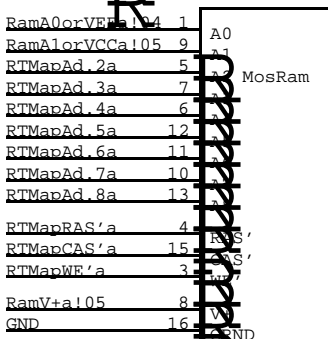 R
RamA0orVEEa!04 1 A0
RamA1orVCCa!05 9 A1
RTMapAd.2a 5 MosRam
RTMapAd.3a 7
RTMapAd.4a 6
RTMapAd.5a 12
RTMapAd.6a 11
RTMapAd.7a 10
RTMapAd.8a 13
RTMapRAS'a 4 RAS'
RTMapCAS'a 15 CAS'
RTMapWE'a 3 WE'
RamV+a!05 8 V+
GND 16 GRND